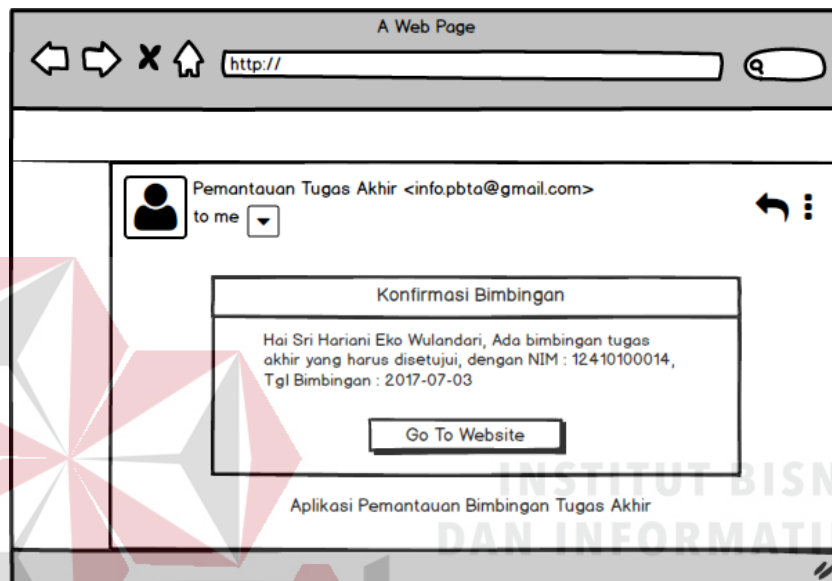 A Web Page
http://
Pemantauan Tugas Akhir <info.pbta@gmail.com>
to me
Konfirmasi Bimbingan
Hai Sri Hariani Eko Wulandari, Ada bimbingan tugas
akhir yang harus disetujui, dengan NIM : 12410100014,
Tgl Bimbingan : 2017-07-03
Go To Website
INSTITUT BISN
Aplikasi Pemantauan Bimbingan Tugas Akhir
DAN INFORMATI